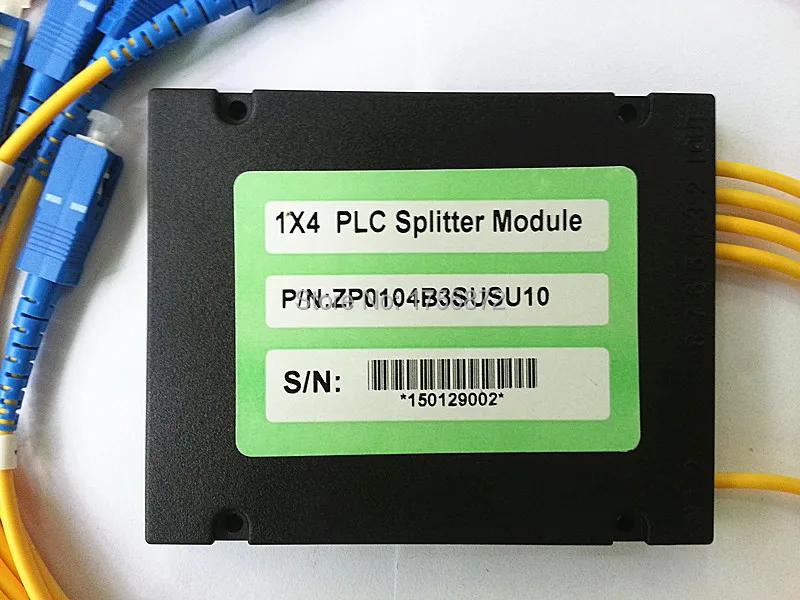 1X4 PLC Splitter Module
P/N:ZP0104B3SUSU10
S/N:
*150129002*